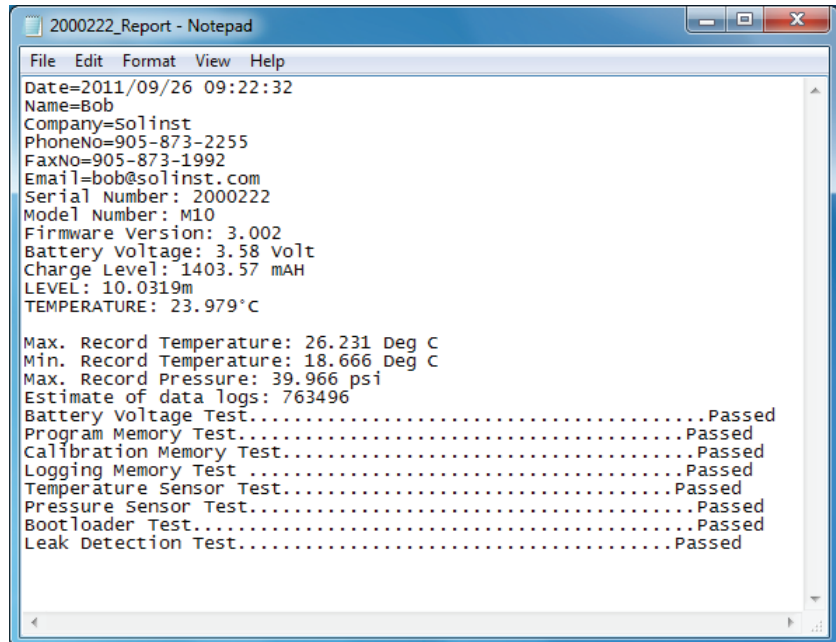 2000222_Report - Notepad
File Edit Format View Help
Date=2011/09/26 09:22:32
Name=Bob
Company=Solinst
PhoneNo=905-873-2255
FaxNo=905-873-1992
Email=bob@solinst.com
Serial Number: 2000222
Model Number: M10
Firmware Version: 3.002
Battery Voltage: 3.58 Volt
Charge Level: 1403.57 mAH
LEVEL: 10.0319m
TEMPERATURE: 23.979°C

Max. Record Temperature: 26.231 Deg C
Min. Record Temperature: 18.666 Deg C
Max. Record Pressure: 39.966 psi
Estimate of data logs: 763496
Battery Voltage Test.........................................Passed
Program Memory Test........................................Passed
Calibration Memory Test.....................................Passed
Logging Memory Test .......................................Passed
Temperature Sensor Test...................................Passed
Pressure Sensor Test........................................Passed
Bootloader Test.............................................Passed
Leak Detection Test.......................................Passed